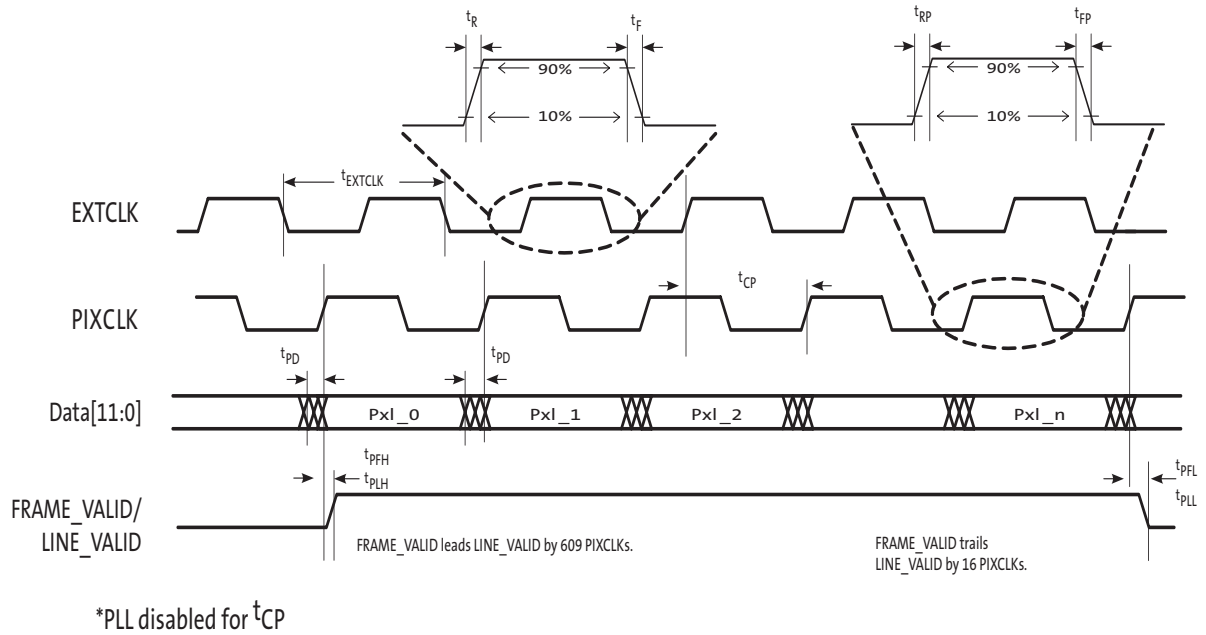 tR
tF
tRP
tFP
90%
90%
10%
10%
tEXTCLK
EXTCLK
tCP
PIXCLK
tPD
tPD
Data[11:0]
Pxl_0
Pxl_1
Pxl_2
Pxl_n
tPFH
tPLH
tPFL
tPLL
FRAME_VALID/
LINE_VALID
FRAME_VALID leads LINE_VALID by 609 PIXCLKs.
FRAME_VALID trails
LINE_VALID by 16 PIXCLKs.
*PLL disabled for tCP